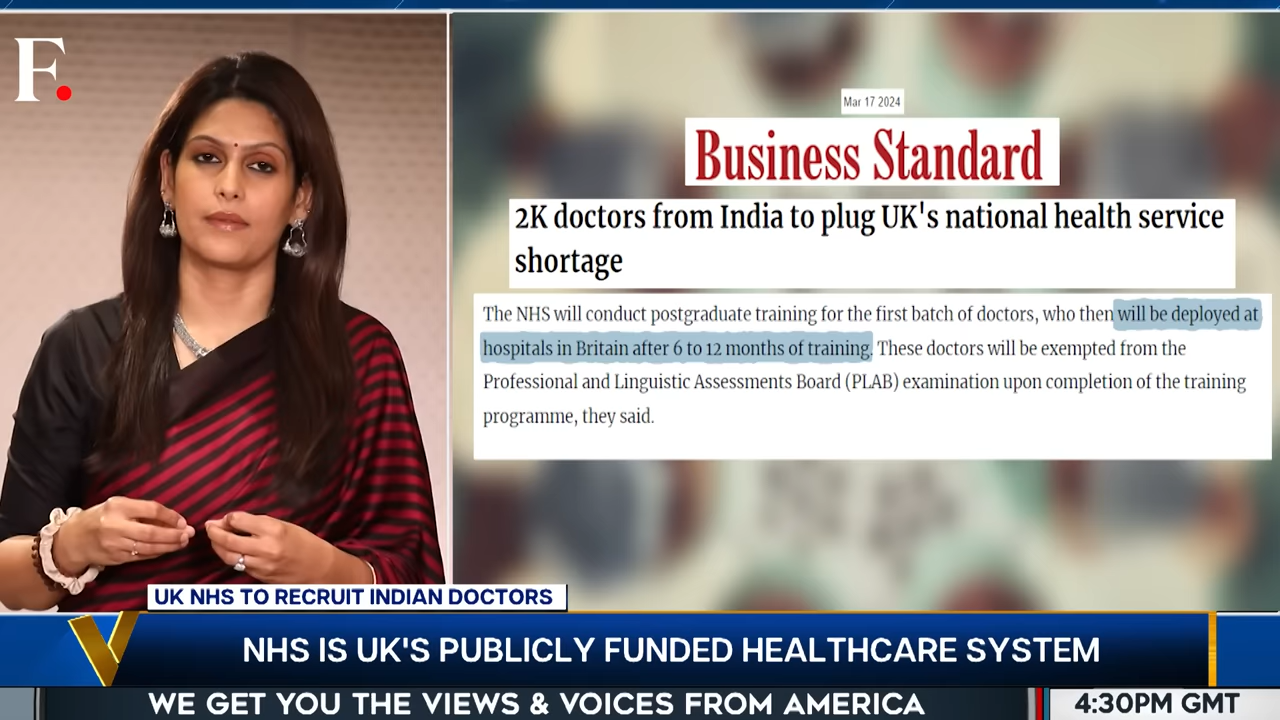 F.
Mar 17 2024
Business Standard
2K doctors from India to plug UK's national health service
shortage
The NHS will conduct postgraduate training for the first batch of doctors, who then will be deployed at
hospitals in Britain after 6 to 12 months of training. These doctors will be exempted from the
Professional and Linguistic Assessments Board (PLAB) examination upon completion of the training
programme, they said.
UK NHS TO RECRUIT INDIAN DOCTORS
V
NHS IS UK'S PUBLICLY FUNDED HEALTHCARE SYSTEM
WE GET YOU THE VIEWS & VOICES FROM AMERICA
4:30PM GMT